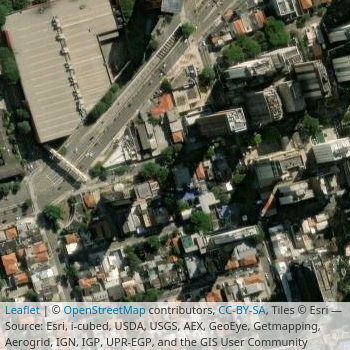 Leaflet | © OpenStreetMap contributors, CC-BY-SA, Tiles © Esri —
Source: Esri, i-cubed, USDA, USGS, AEX, GeoEye, Getmapping,
Aerogrid, IGN, IGP, UPR-EGP, and the GIS User Community